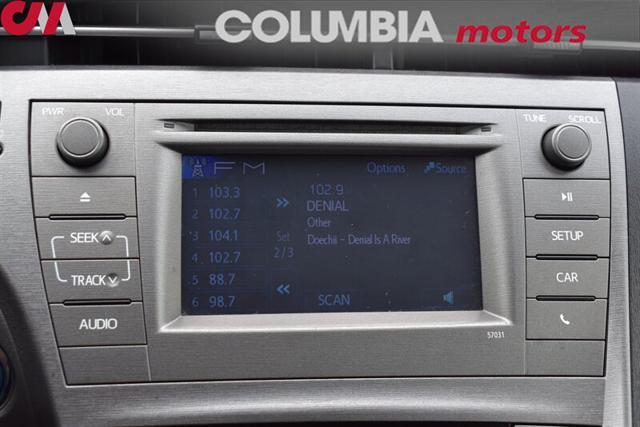 CM
COLUMBIA motors
PWR VOL
TUNE SCROLL
FM Options Source
1 103.3
2 102.7
3 104.1
4 102.7
5 88.7
6 98.7
Set
2/3
102.9
DENIAL
Other
Doechii - Denial Is A River
SCAN
SEEK
TRACK
AUDIO
SETUP
CAR
57031